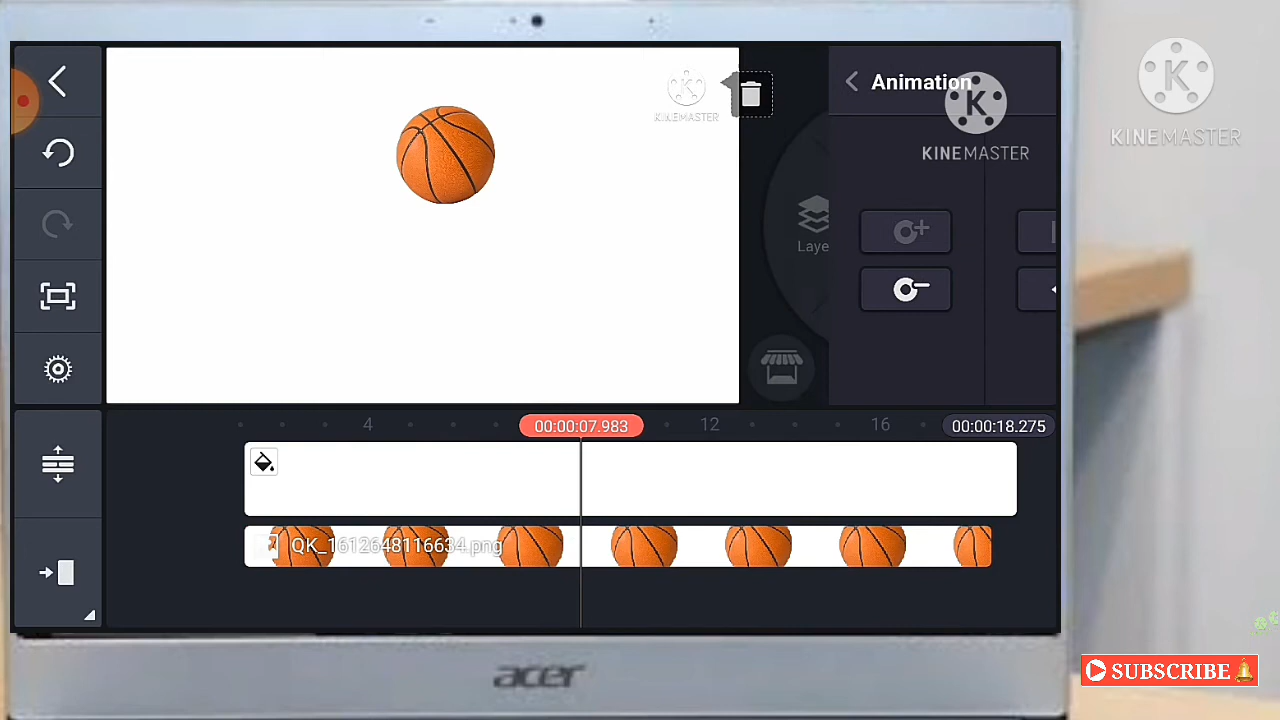 Animation
KINEMASTER
KINEMASTER
KINEMASTER
Laye
4
00:00:07.983
12
16
00:00:18.275
QK_1612648116634.png
acer
SUBSCRIBE